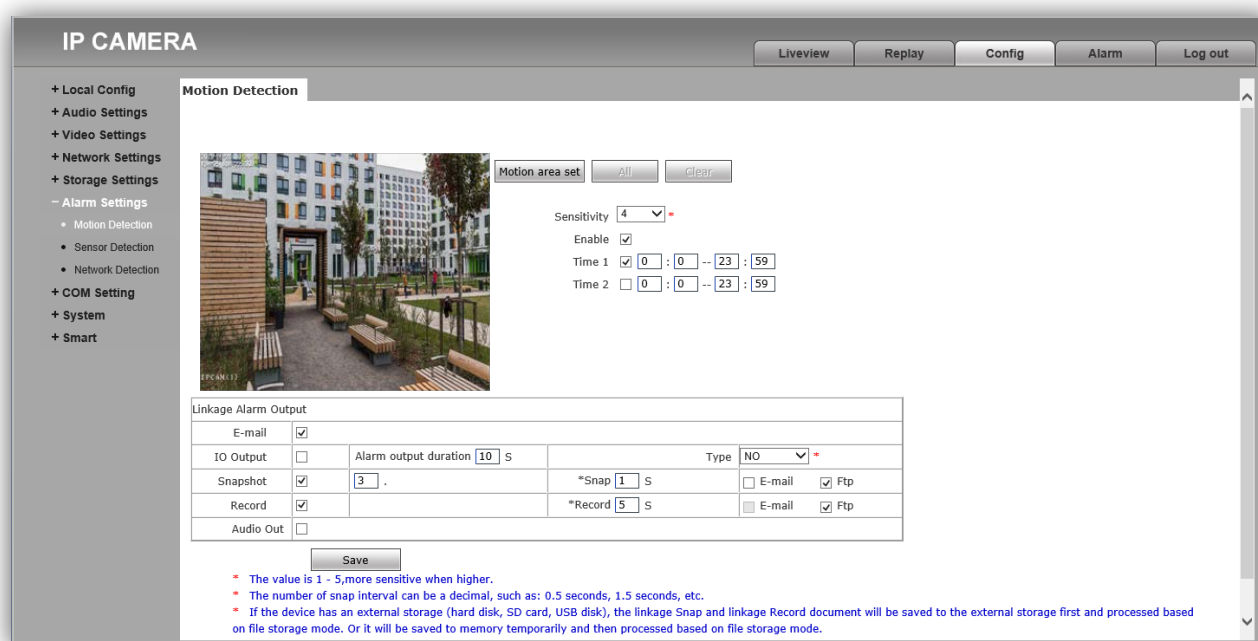 IP CAMERA
Liveview Replay Config Alarm Log out
+ Local Config
+ Audio Settings
+ Video Settings
+ Network Settings
+ Storage Settings
− Alarm Settings
• Motion Detection
• Sensor Detection
• Network Detection
+ COM Setting
+ System
+ Smart
Motion Detection
IPCAM(1)
Motion area set All Clear
Sensitivity 4 *
Enable
Time 1 0 : 0 -- 23 : 59
Time 2 0 : 0 -- 23 : 59
Linkage Alarm Output
E-mail
IO Output Alarm output duration 10 S Type NO *
Snapshot 3 . *Snap 1 S E-mail Ftp
Record *Record 5 S E-mail Ftp
Audio Out
Save
* The value is 1 - 5,more sensitive when higher.
* The number of snap interval can be a decimal, such as: 0.5 seconds, 1.5 seconds, etc.
* If the device has an external storage (hard disk, SD card, USB disk), the linkage Snap and linkage Record document will be saved to the external storage first and processed based
on file storage mode. Or it will be saved to memory temporarily and then processed based on file storage mode.